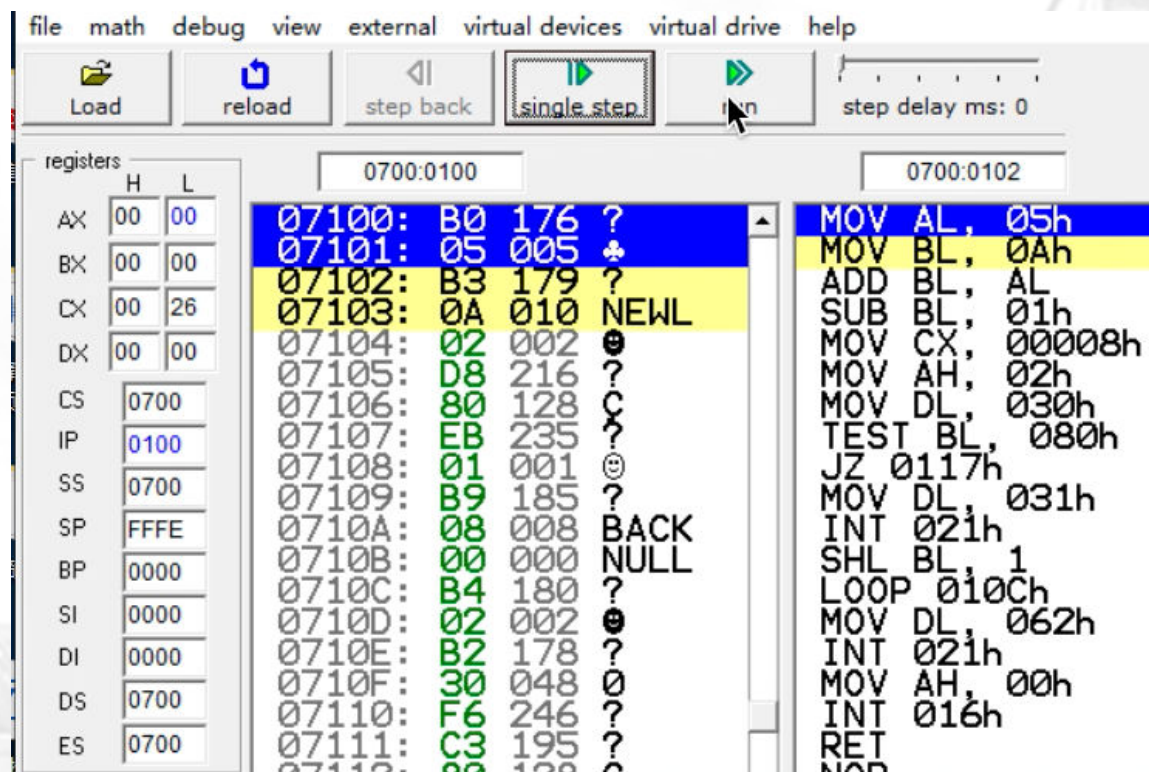 file math debug view external virtual devices virtual drive help
Load reload step back single step run step delay ms: 0
registers
H L
AX 00 00
BX 00 00
CX 00 26
DX 00 00
CS 0700
IP 0100
SS 0700
SP FFFE
BP 0000
SI 0000
DI 0000
DS 0700
ES 0700
0700:0100
07100: B0 176 ?
07101: 05 005 ♣
07102: B3 179 ?
07103: 0A 010 NEWL
07104: 02 002 ☻
07105: D8 216 ?
07106: 80 128 Ç
07107: EB 235 ?
07108: 01 001 ☺
07109: B9 185 ?
0710A: 08 008 BACK
0710B: 00 000 NULL
0710C: B4 180 ?
0710D: 02 002 ☻
0710E: B2 178 ?
0710F: 30 048 0
07110: F6 246 ?
07111: C3 195 ?
0700:0102
MOV AL, 05h
MOV BL, 0Ah
ADD BL, AL
SUB BL, 01h
MOV CX, 00008h
MOV AH, 02h
MOV DL, 030h
TEST BL, 080h
JZ 0117h
MOV DL, 031h
INT 021h
SHL BL, 1
LOOP 010Ch
MOV DL, 062h
INT 021h
MOV AH, 00h
INT 016h
RET